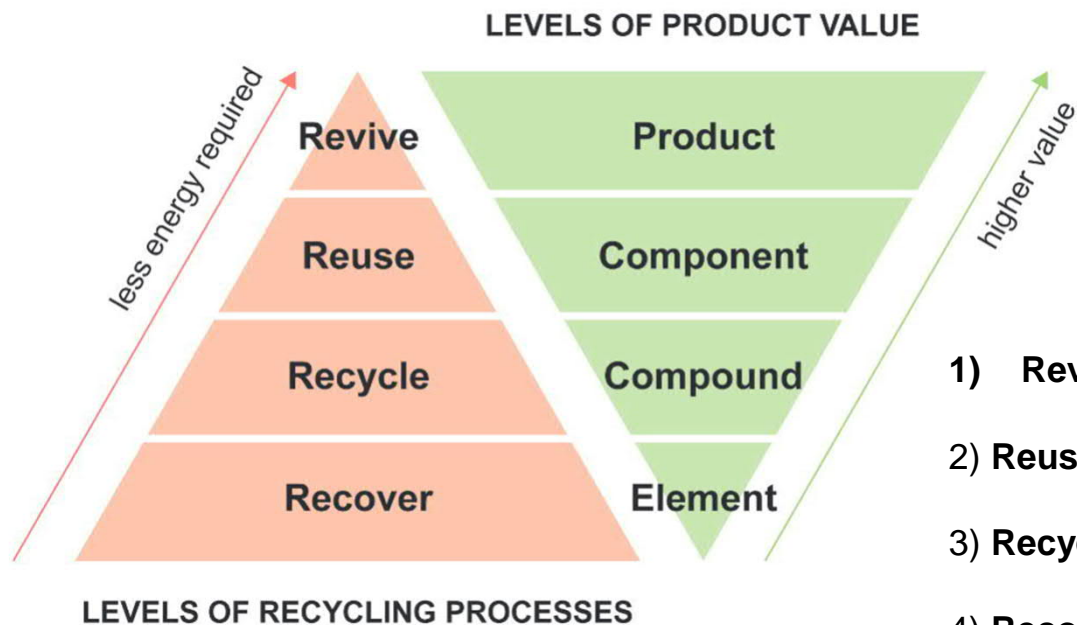 LEVELS OF PRODUCT VALUE
less energy required
higher value
Revive
Product
Reuse
Component
Recycle
Compound
Recover
Element
LEVELS OF RECYCLING PROCESSES
1)
2)
3)